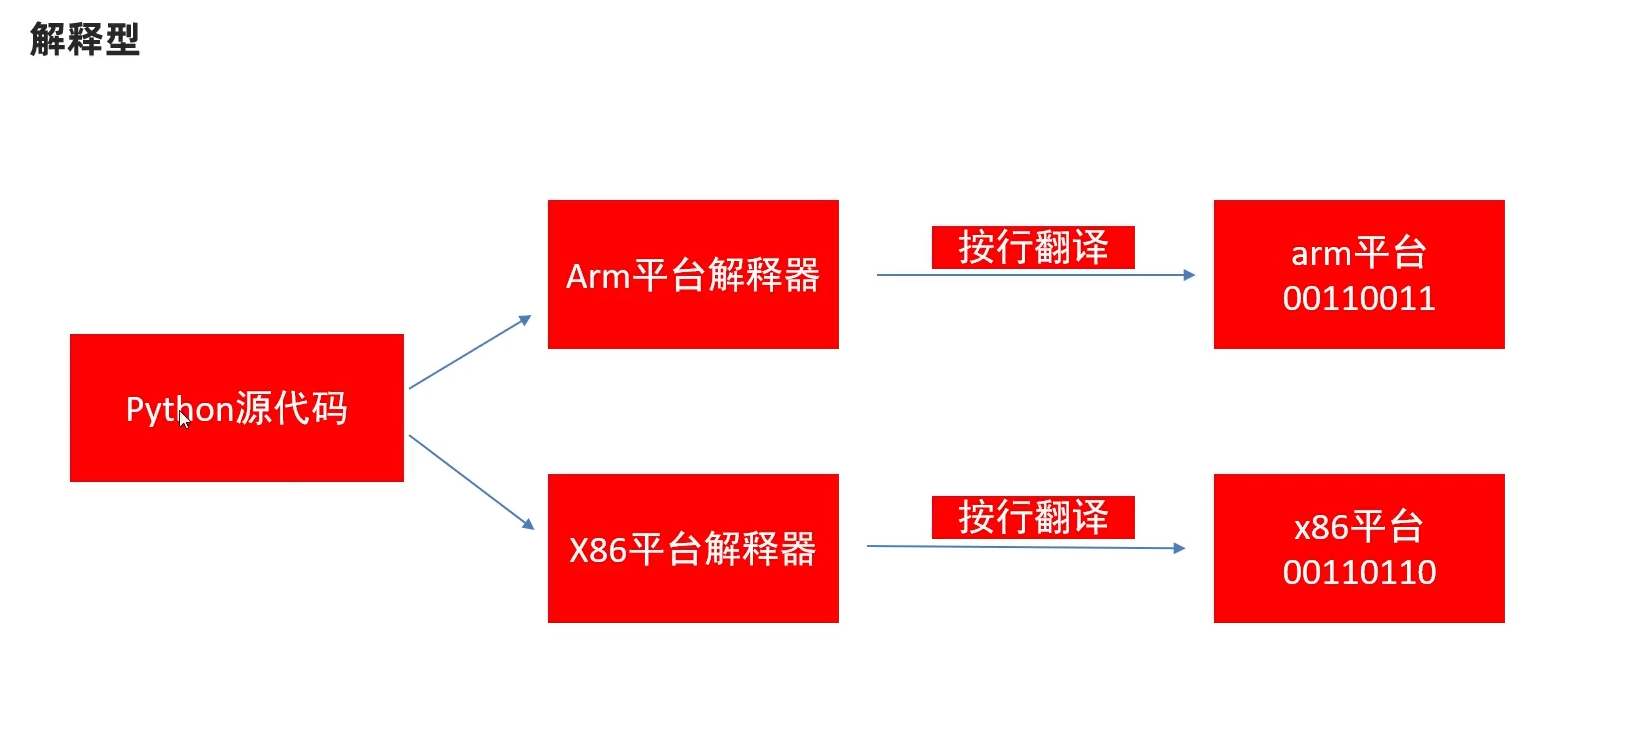 解释型
Python源代码
Arm平台解释器
按行翻译
arm平台
00110011
X86平台解释器
按行翻译
x86平台
00110110